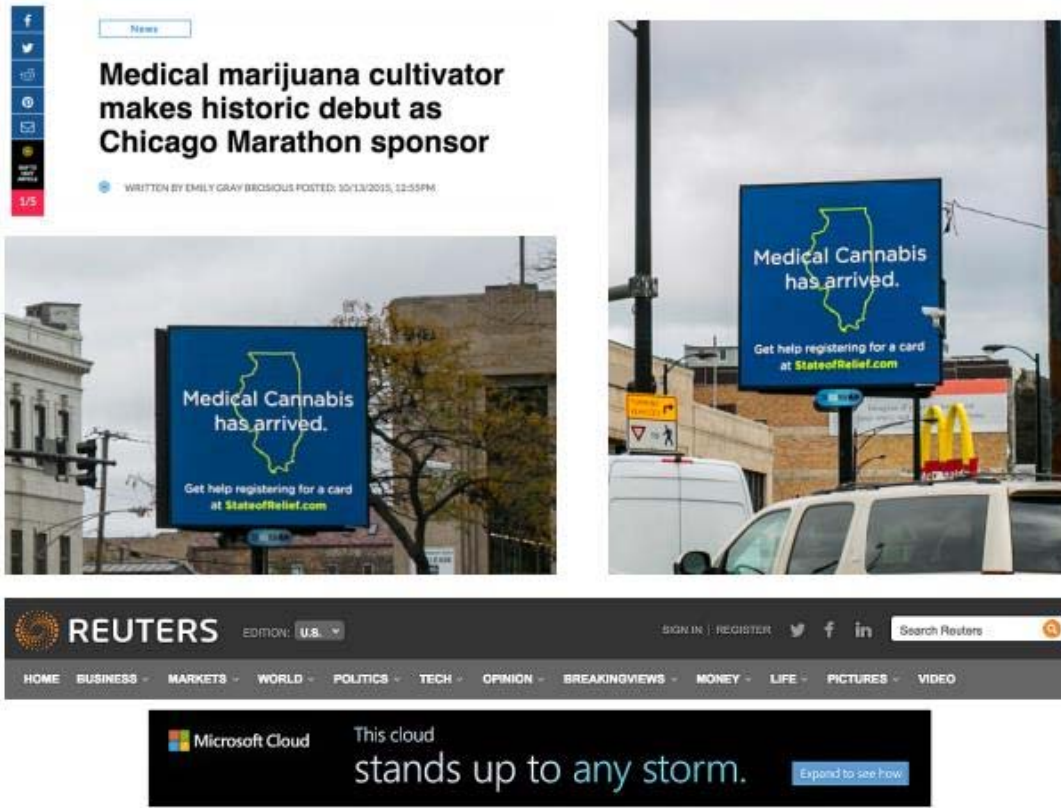 News
Medical marijuana cultivator
makes historic debut as
Chicago Marathon sponsor
WRITTEN BY EMILY GRAY BROSIOUS POSTED: 10/13/2015, 12:55PM
1/5
Medical Cannabis
has arrived.
Get help registering for a card
at StateofRelief.com
Medical Cannabis
has arrived.
Get help registering for a card
at StateofRelief.com
TURNING
VEHICLES
TO
REUTERS EDITION: U.S. SIGN IN | REGISTER Search Reuters
HOME BUSINESS MARKETS WORLD POLITICS TECH OPINION BREAKINGVIEWS MONEY LIFE PICTURES VIDEO
Microsoft Cloud
This cloud
stands up to any storm.
Expand to see how